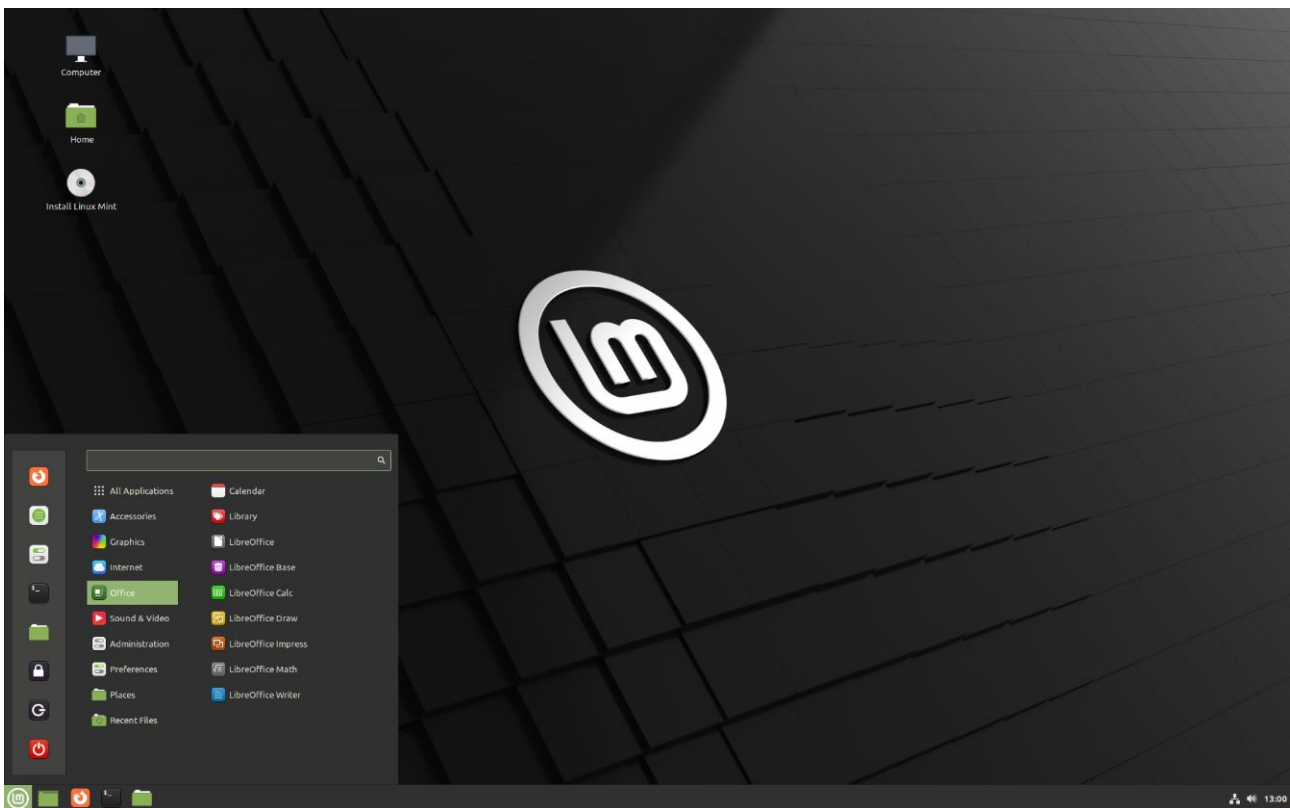 Computer
Home
Install Linux Mint
lm
All Applications
Accessories
Graphics
Internet
Office
Sound & Video
Administration
Preferences
Places
Recent Files
Calendar
Library
LibreOffice
LibreOffice Base
LibreOffice Calc
LibreOffice Draw
LibreOffice Impress
LibreOffice Math
LibreOffice Writer
13:00